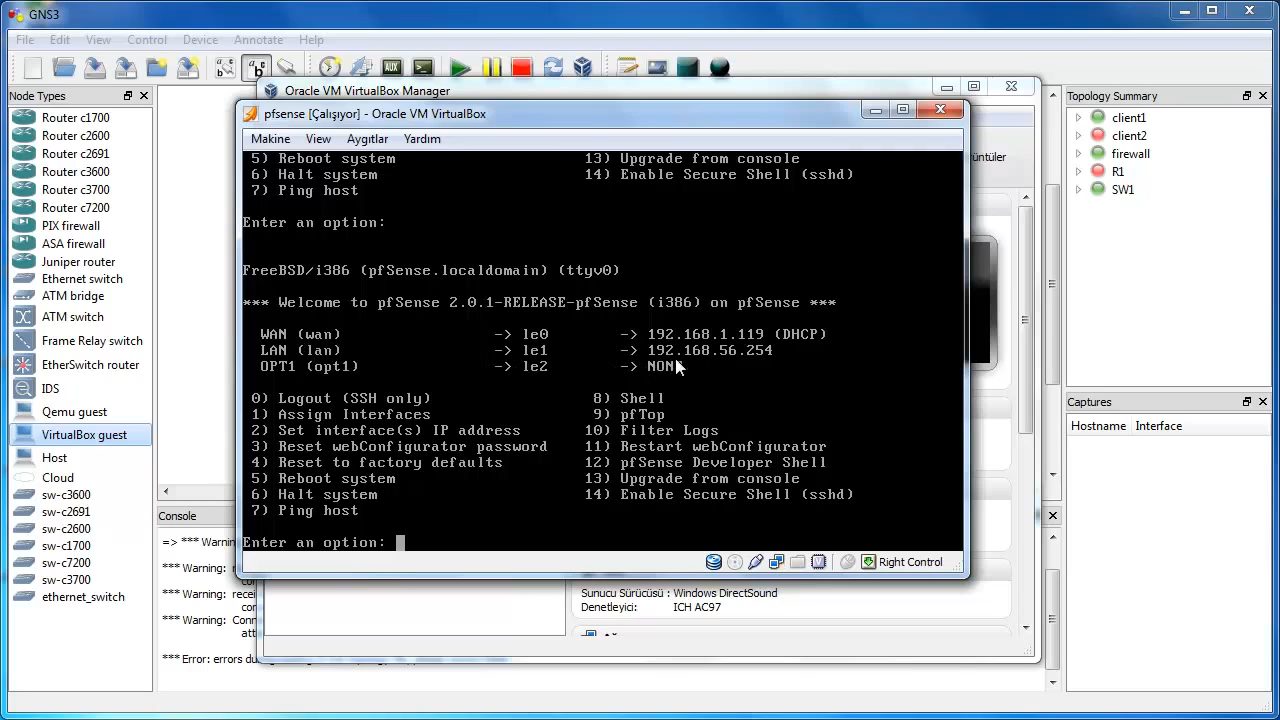 GNS3
File Edit View Control Device Annotate Help
Node Types
Router c1700
Router c2600
Router c2691
Router c3600
Router c3700
Router c7200
PIX firewall
ASA firewall
Juniper router
Ethernet switch
ATM bridge
ATM switch
Frame Relay switch
EtherSwitch router
IDS
Qemu guest
VirtualBox guest
Host
Cloud
sw-c3600
sw-c2691
sw-c2600
sw-c1700
sw-c7200
sw-c3700
ethernet_switch
Oracle VM VirtualBox Manager
pfsense [Çalışıyor] - Oracle VM VirtualBox
Makine View Aygıtlar Yardım
5) Reboot system 13) Upgrade from console
6) Halt system 14) Enable Secure Shell (sshd)
7) Ping host
Enter an option:
FreeBSD/i386 (pfSense.localdomain) (ttyv0)
*** Welcome to pfSense 2.0.1-RELEASE-pfSense (i386) on pfSense ***
WAN (wan) -> le0 -> 192.168.1.119 (DHCP)
LAN (lan) -> le1 -> 192.168.56.254
OPT1 (opt1) -> le2 -> NONE
0) Logout (SSH only) 8) Shell
1) Assign Interfaces 9) pfTop
2) Set interface(s) IP address 10) Filter Logs
3) Reset webConfigurator password 11) Restart webConfigurator
4) Reset to factory defaults 12) pfSense Developer Shell
5) Reboot system 13) Upgrade from console
6) Halt system 14) Enable Secure Shell (sshd)
7) Ping host
Enter an option:
Right Control
Sunucu Sürücüsü : Windows DirectSound
Denetleyici: ICH AC97
Console
=> *** Warning
*** Warning:
*** Warning:
*** Warning:
*** Error: errors
Topology Summary
client1
client2
firewall
R1
SW1
Captures
Hostname Interface